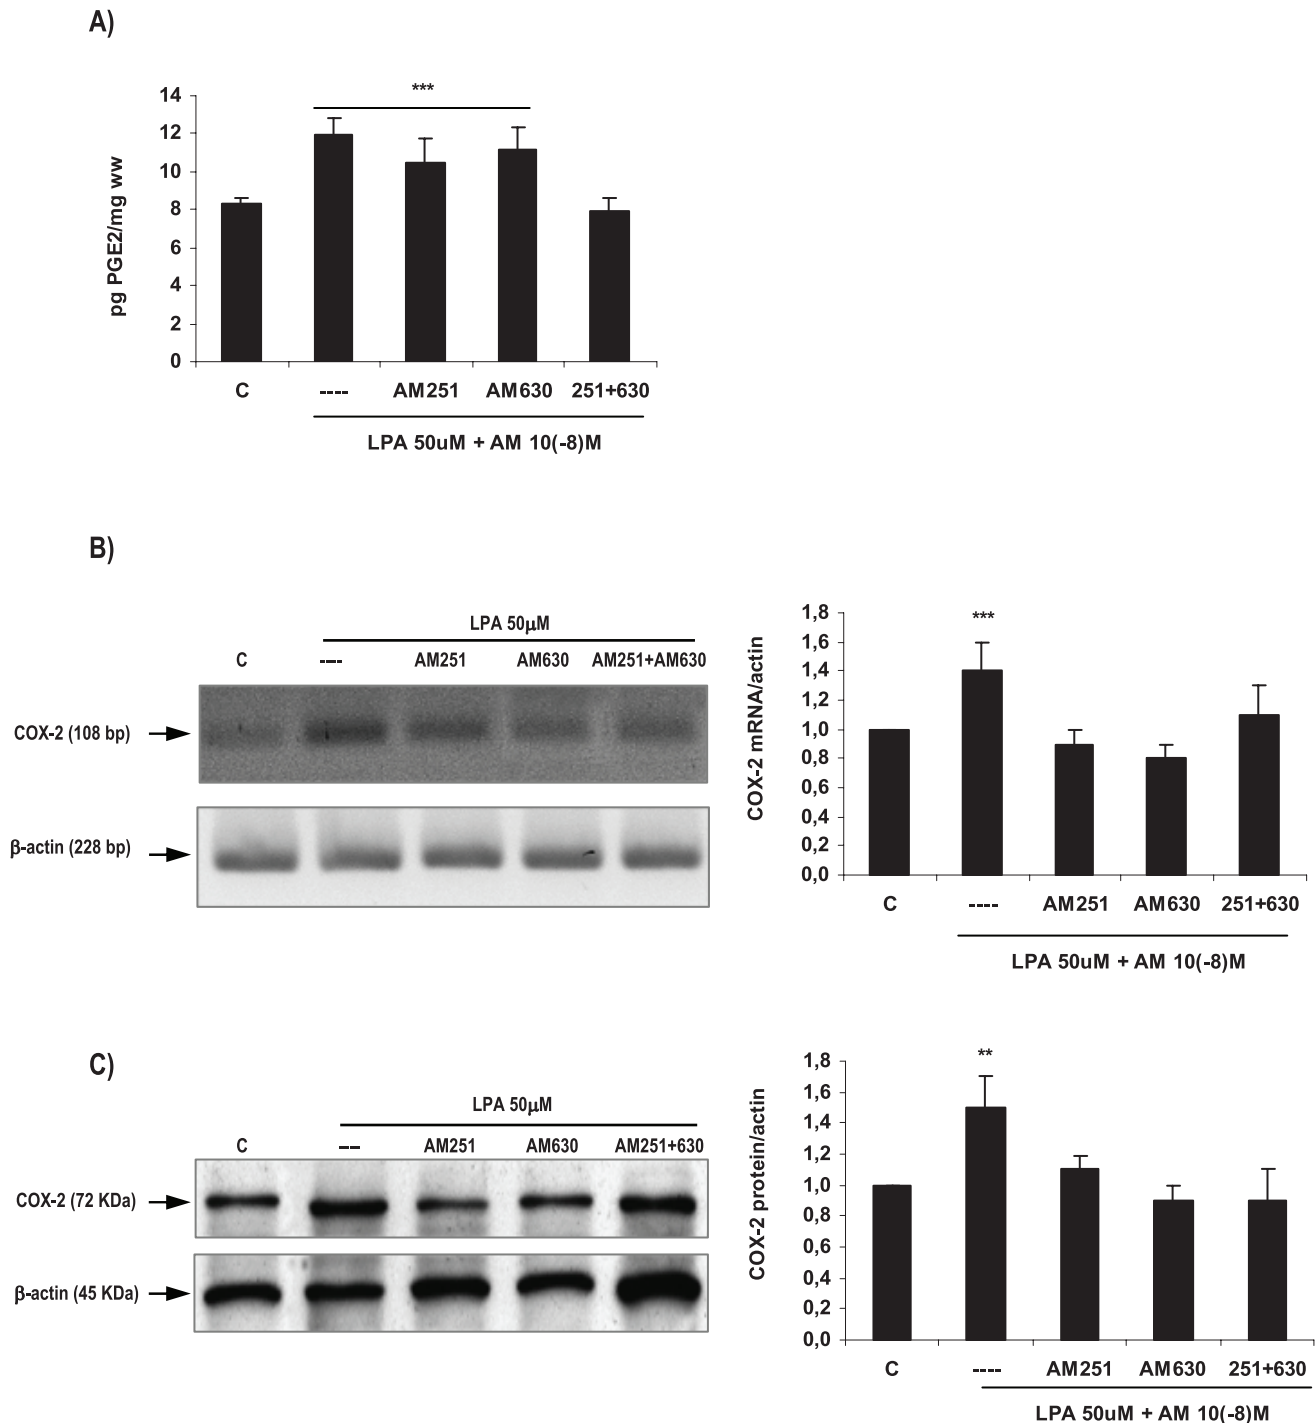 A)
***
14
12
10
8
6
4
2
0
pg PGE2/mg ww
C ---- AM251 AM630 251+630
LPA 50uM + AM 10(-8)M
B)
LPA 50μM
C ---- AM251 AM630 AM251+AM630
COX-2 (108 bp)
β-actin (228 bp)
***
1,8
1,6
1,4
1,2
1,0
0,8
0,6
0,4
0,2
0,0
COX-2 mRNA/actin
C ---- AM251 AM630 251+630
LPA 50uM + AM 10(-8)M
C)
LPA 50μM
C ---- AM251 AM630 AM251+630
COX-2 (72 KDa)
β-actin (45 KDa)
**
1,8
1,6
1,4
1,2
1,0
0,8
0,6
0,4
0,2
0,0
COX-2 protein/actin
C ---- AM251 AM630 251+630
LPA 50uM + AM 10(-8)M